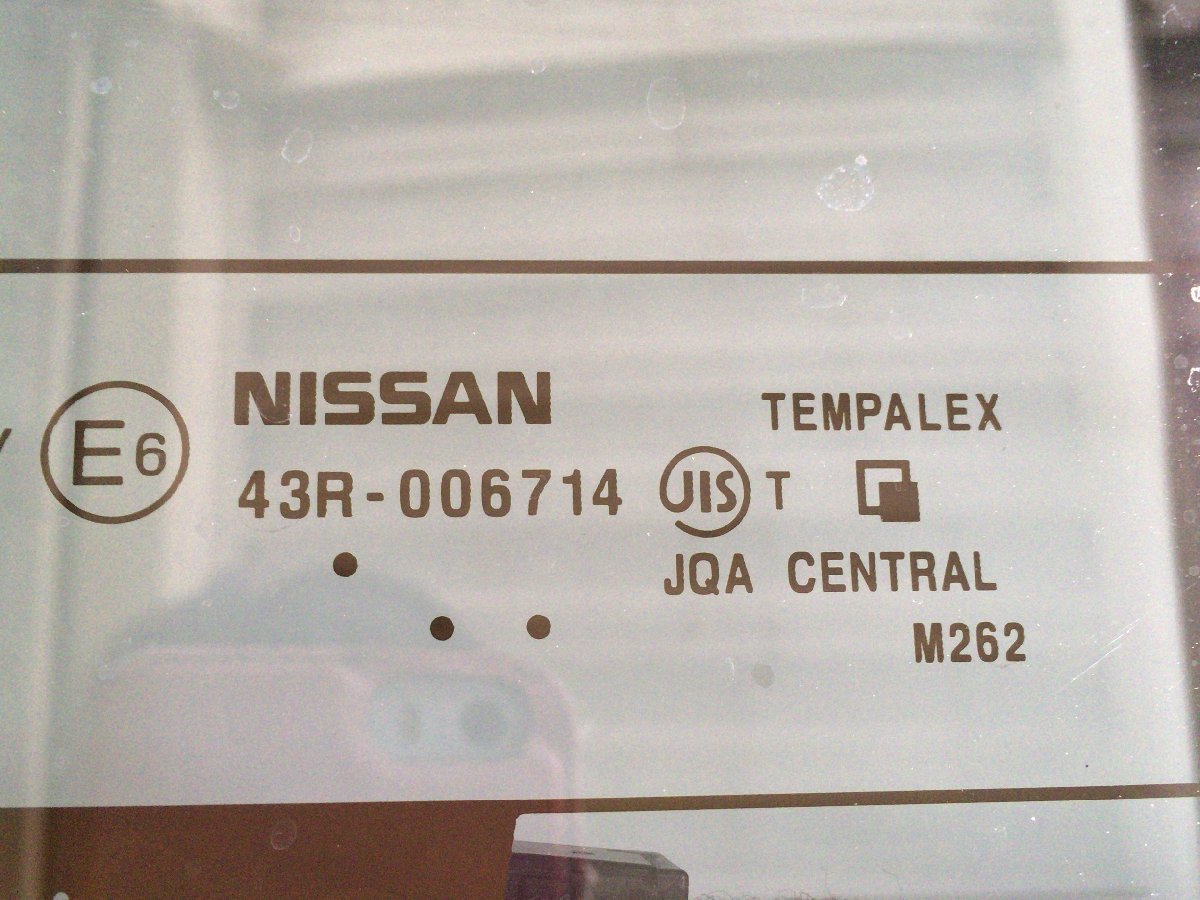 NISSAN
TEMPALEX
E6
43R-006714
JIS T
JQA CENTRAL
M262